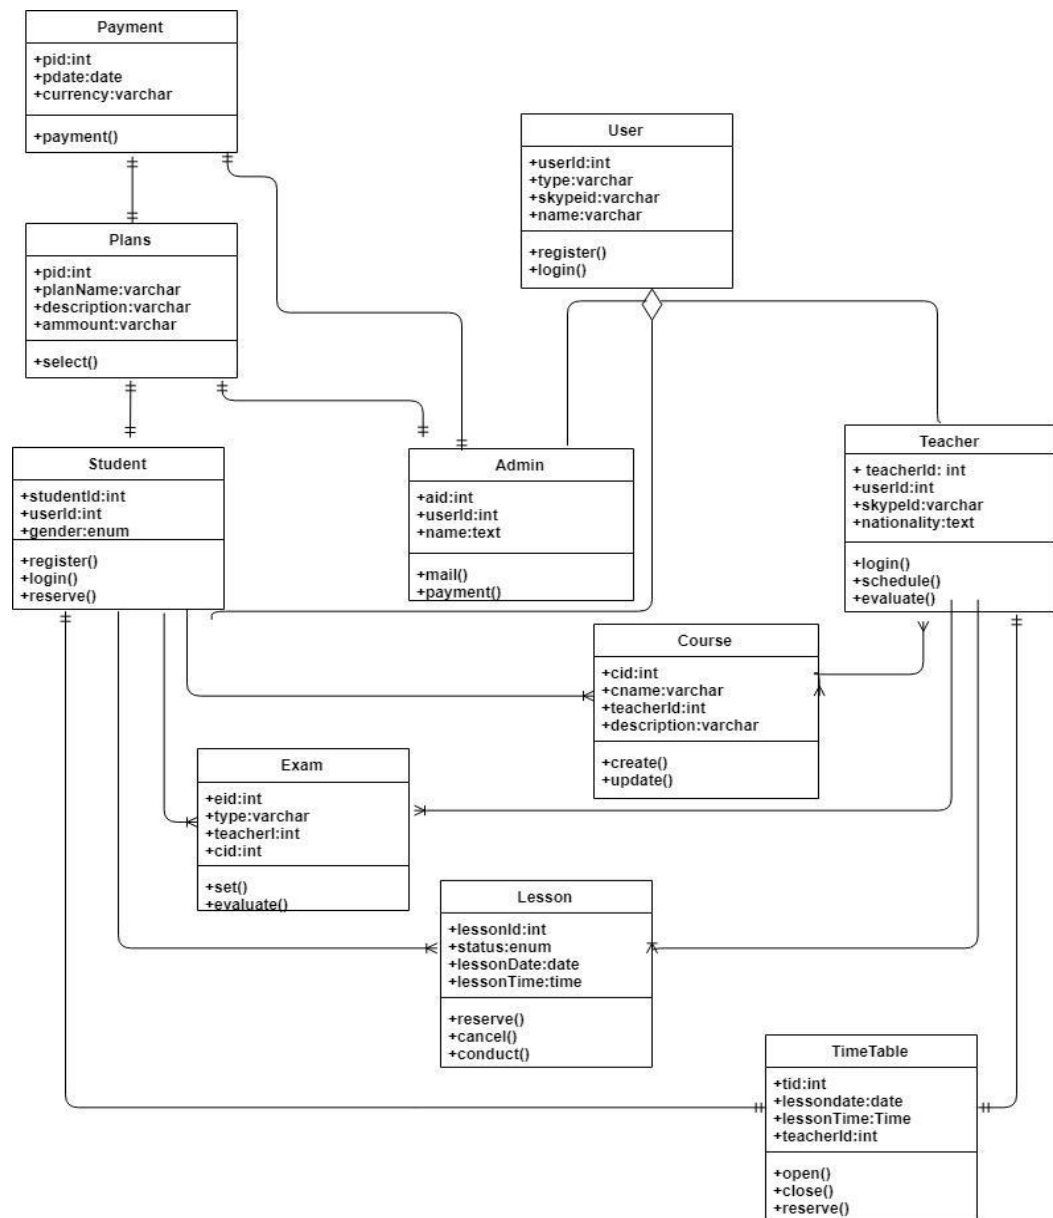 Payment
+pid:int
+pdate:date
+currency:varchar
+payment()
User
+userId:int
+type:varchar
+skypeid:varchar
+name:varchar
+register()
+login()
Plans
+pid:int
+planName:varchar
+description:varchar
+ammount:varchar
+select()
Student
+studentId:int
+userId:int
+gender:enum
+register()
+login()
+reserve()
Admin
+aid:int
+userId:int
+name:text
+mail()
+payment()
Teacher
+ teacherId: int
+userId:int
+skypeId:varchar
+nationality:text
+login()
+schedule()
+evaluate()
Course
+cid:int
+cname:varchar
+teacherId:int
+description:varchar
+create()
+update()
Exam
+eid:int
+type:varchar
+teacherI:int
+cid:int
+set()
+evaluate()
Lesson
+lessonId:int
+status:enum
+lessonDate:date
+lessonTime:time
+reserve()
+cancel()
+conduct()
TimeTable
+tid:int
+lessondate:date
+lessonTime:Time
+teacherId:int
+open()
+close()
+reserve()